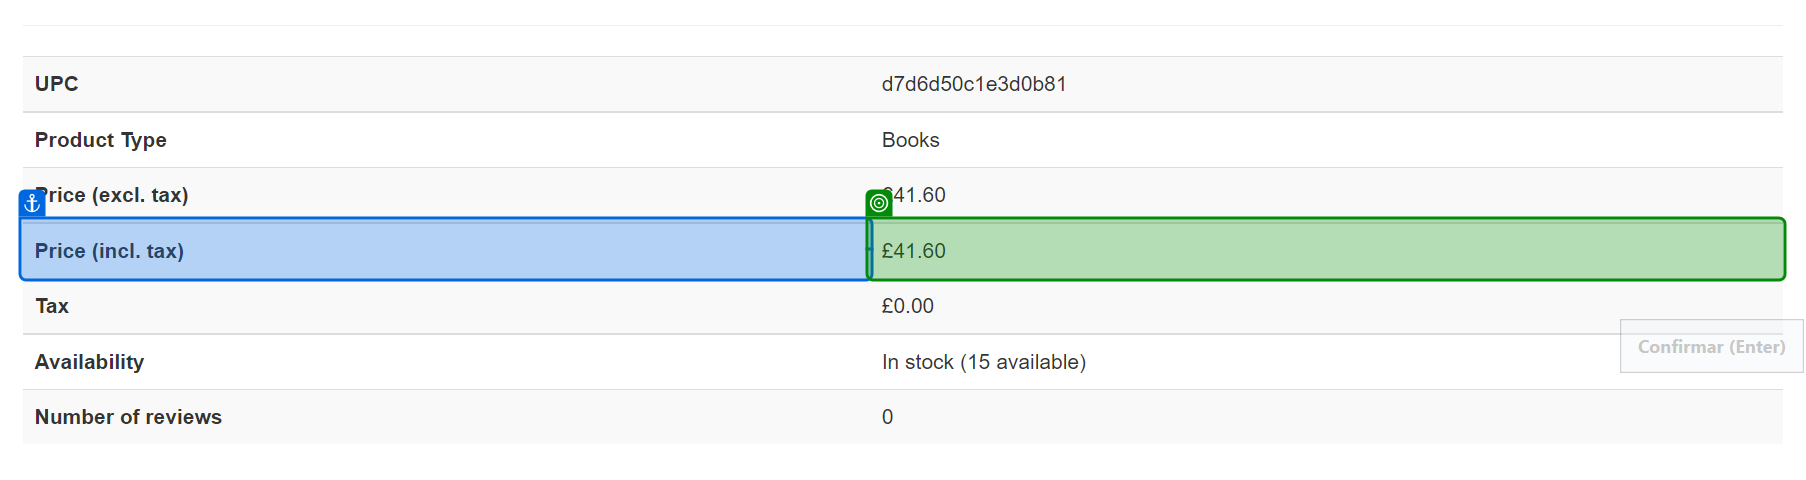 UPC d7d6d50c1e3d0b81
Product Type Books
Price (excl. tax) £41.60
Price (incl. tax) £41.60
Tax £0.00
Availability In stock (15 available)
Confirmar (Enter)
Number of reviews 0